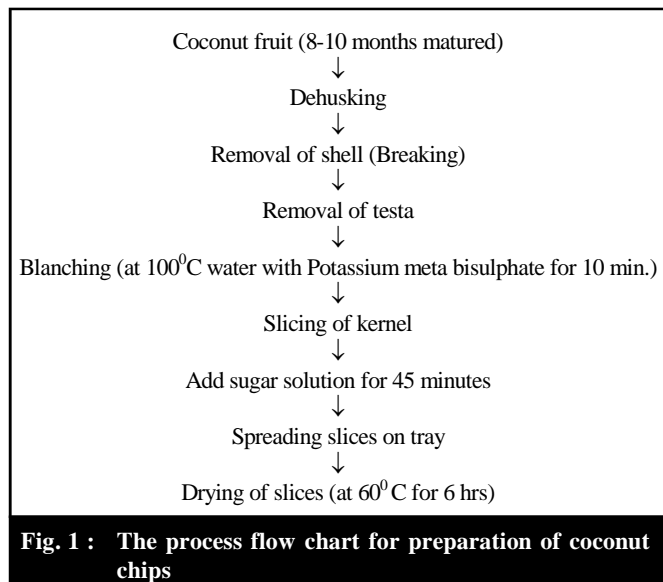 Coconut fruit (8-10 months matured)
↓
Dehusking
↓
Removal of shell (Breaking)
↓
Removal of testa
↓
Blanching (at 100⁰C water with Potassium meta bisulphate for 10 min.)
↓
Slicing of kernel
↓
Add sugar solution for 45 minutes
↓
Spreading slices on tray
↓
Drying of slices (at 60⁰ C for 6 hrs)
Fig. 1 : The process flow chart for preparation of coconut
chips